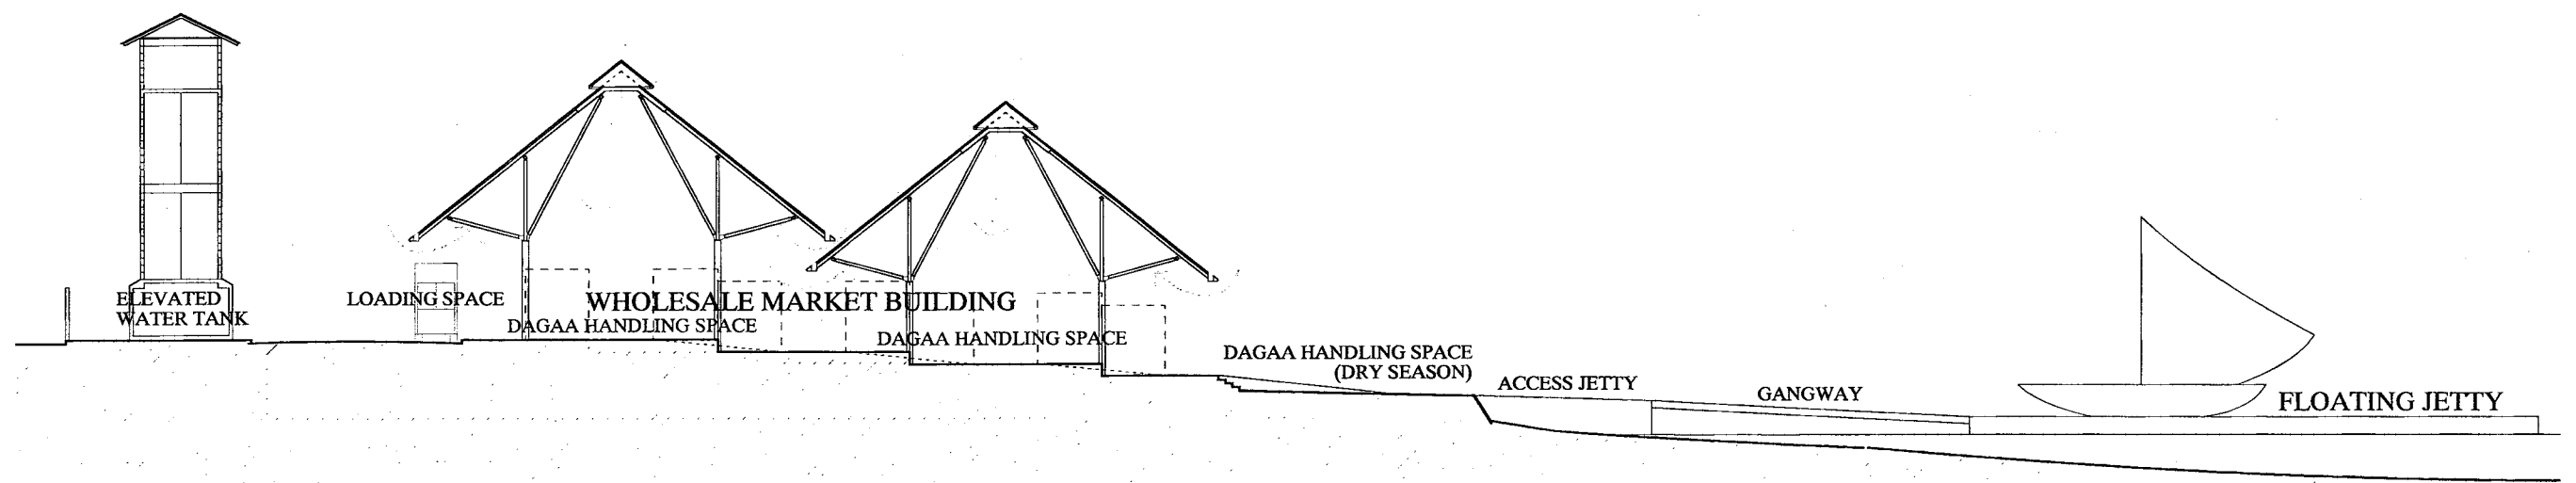 ELEVATED
WATER TANK
LOADING SPACE
WHOLESALE MARKET BUILDING
DAGAA HANDLING SPACE
DAGAA HANDLING SPACE
DAGAA HANDLING SPACE
(DRY SEASON)
ACCESS JETTY
GANGWAY
FLOATING JETTY